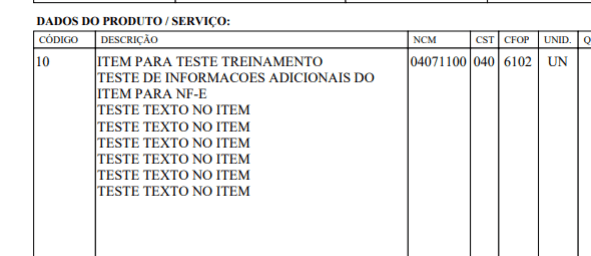 DADOS DO PRODUTO / SERVIÇO:
CÓDIGO DESCRIÇÃO NCM CST CFOP UNID. Q
10 ITEM PARA TESTE TREINAMENTO 04071100 040 6102 UN
TESTE DE INFORMACOES ADICIONAIS DO
ITEM PARA NF-E
TESTE TEXTO NO ITEM
TESTE TEXTO NO ITEM
TESTE TEXTO NO ITEM
TESTE TEXTO NO ITEM
TESTE TEXTO NO ITEM
TESTE TEXTO NO ITEM